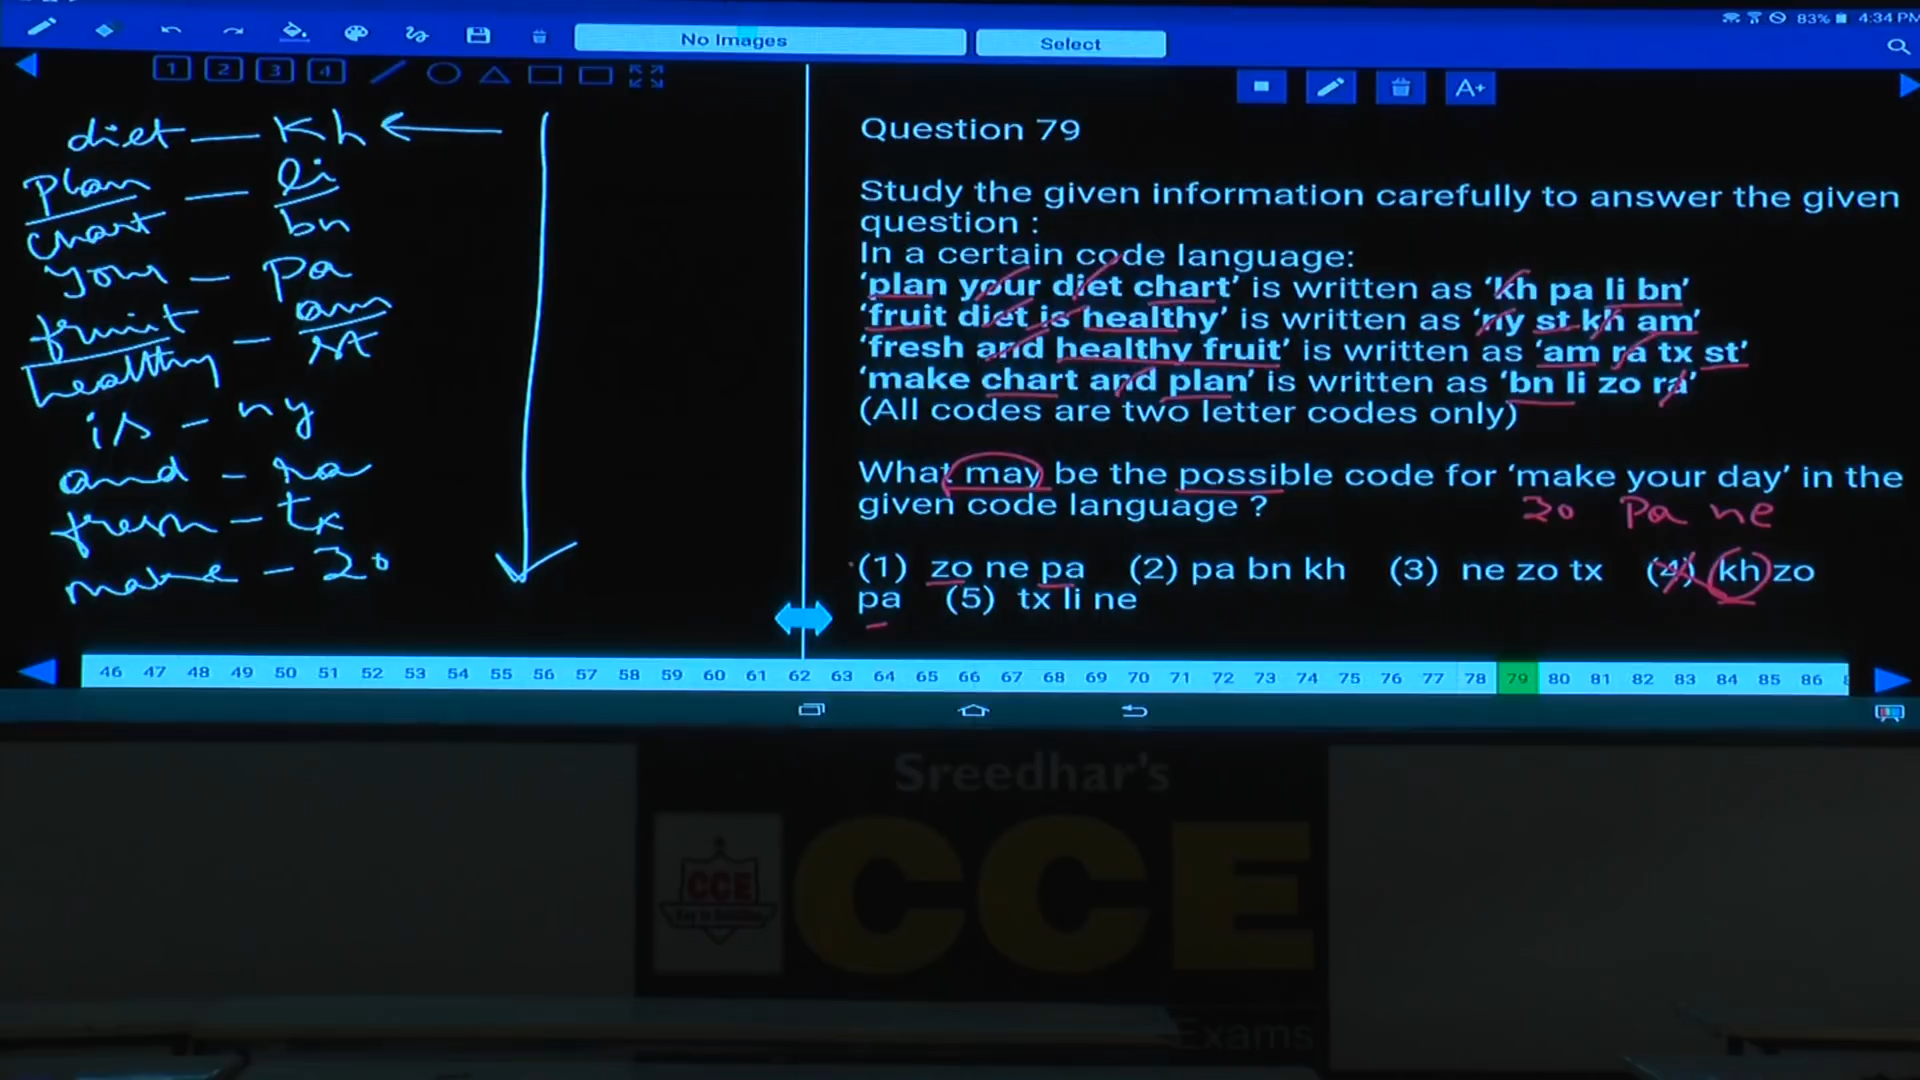 83% 4:34 PM
No Images
Select
1 2 3 4
A+
diet — Kh
plan — li
chart bn
your — pa
fruit — am
healthy st
is — ny
and — ra
fresh — tx
make — zo
Question 79
Study the given information carefully to answer the given
question :
In a certain code language:
‘plan your diet chart’ is written as ‘kh pa li bn’
‘fruit diet is healthy’ is written as ‘ny st kh am’
‘fresh and healthy fruit’ is written as ‘am ra tx st’
‘make chart and plan’ is written as ‘bn li zo ra’
(All codes are two letter codes only)
What may be the possible code for ‘make your day’ in the
given code language ?
zo pa ne
(1) zo ne pa (2) pa bn kh (3) ne zo tx (4) kh zo
pa (5) tx li ne
46 47 48 49 50 51 52 53 54 55 56 57 58 59 60 61 62 63 64 65 66 67 68 69 70 71 72 73 74 75 76 77 78 79 80 81 82 83 84 85 86
Sreedhar's
CCE
CCE
Exams